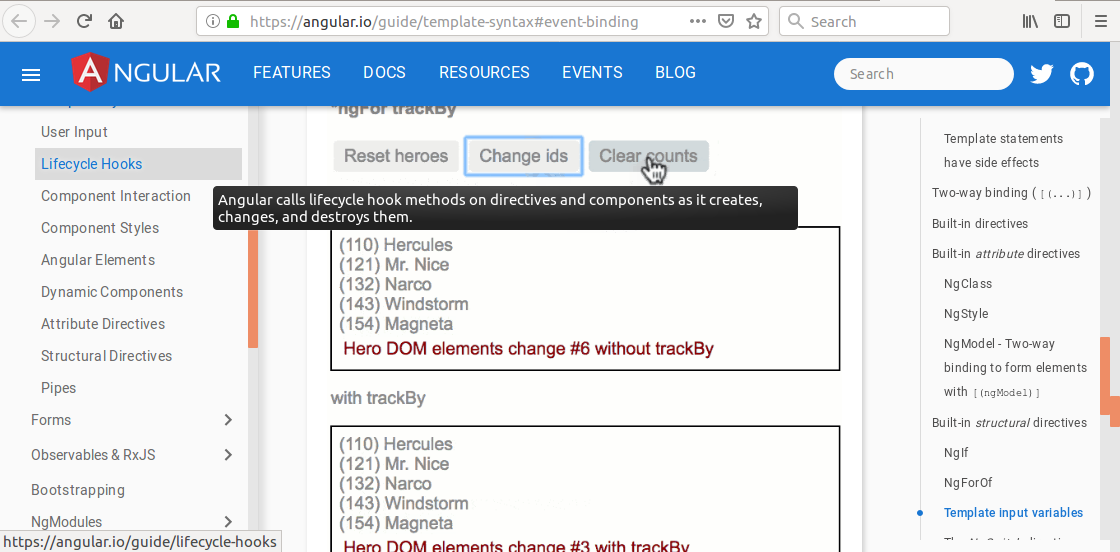 https://angular.io/guide/template-syntax#event-binding
Search
ANGULAR
FEATURES
DOCS
RESOURCES
EVENTS
BLOG
Search
User Input
Lifecycle Hooks
Component Interaction
Component Styles
Angular Elements
Dynamic Components
Attribute Directives
Structural Directives
Pipes
Forms
Observables & RxJS
Bootstrapping
NgModules
https://angular.io/guide/lifecycle-hooks
*ngFor trackBy
Reset heroes
Change ids
Clear counts
Angular calls lifecycle hook methods on directives and components as it creates,
changes, and destroys them.
(110) Hercules
(121) Mr. Nice
(132) Narco
(143) Windstorm
(154) Magneta
Hero DOM elements change #6 without trackBy
with trackBy
(110) Hercules
(121) Mr. Nice
(132) Narco
(143) Windstorm
(154) Magneta
Hero DOM elements change #3 with trackBy
Template statements
have side effects
Two-way binding ( [(...)] )
Built-in directives
Built-in attribute directives
NgClass
NgStyle
NgModel - Two-way
binding to form elements
with [(ngModel)]
Built-in structural directives
NgIf
NgForOf
Template input variables